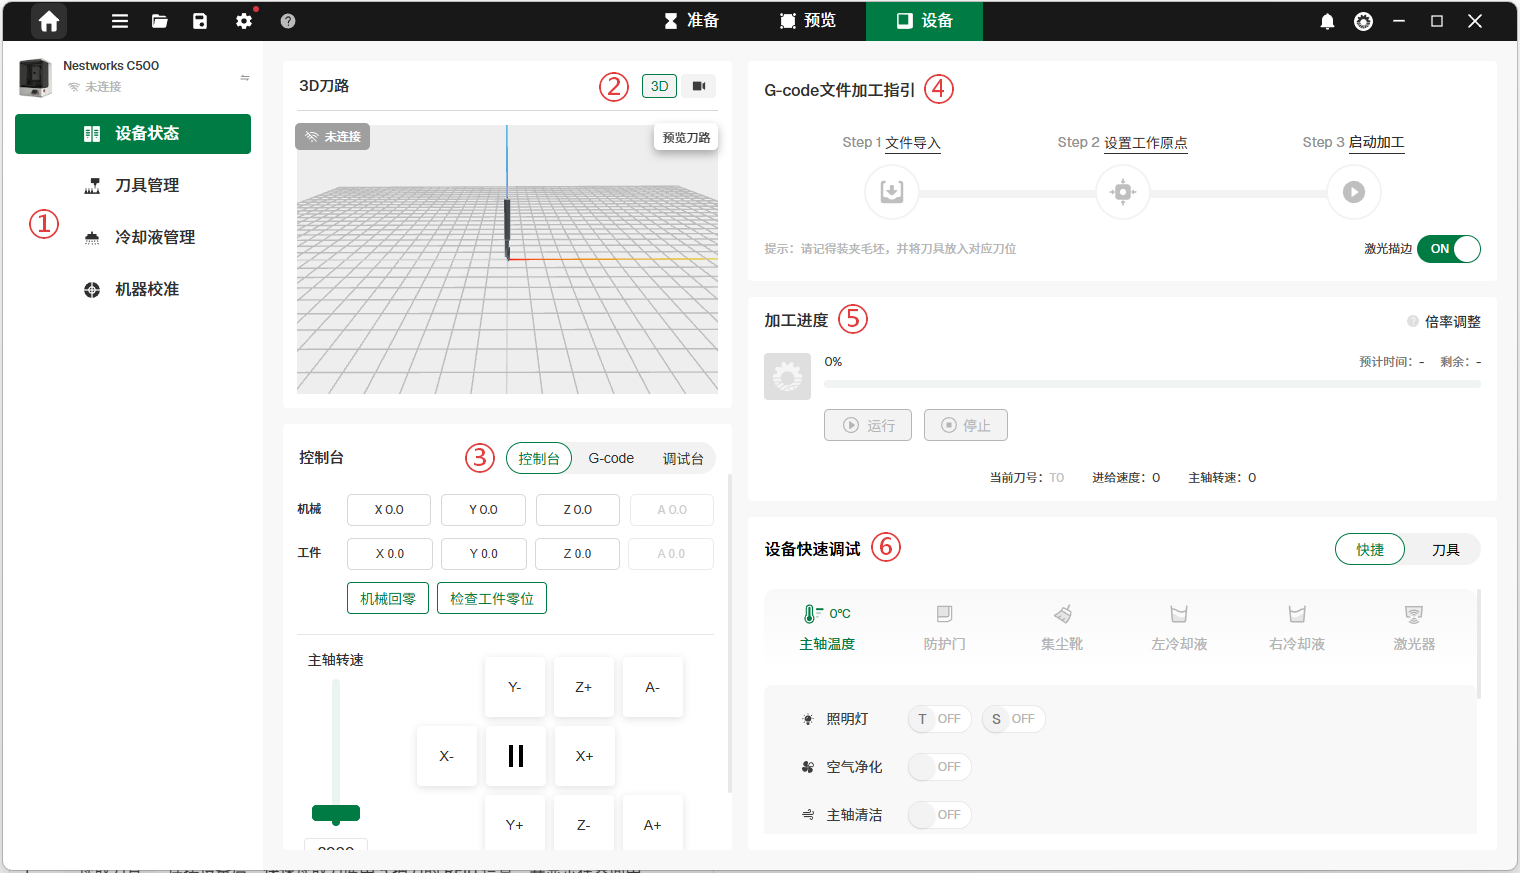 准备
预览
设备
Nestworks C500
未连接
设备状态
刀具管理
①
冷却液管理
机器校准
3D刀路
②
3D
未连接
预览刀路
控制台
③
控制台
G-code
调试台
机械
X 0.0
Y 0.0
Z 0.0
A 0.0
工件
X 0.0
Y 0.0
Z 0.0
A 0.0
机械回零
检查工件零位
主轴转速
Y-
Z+
A-
X-
X+
Y+
Z-
A+
G-code文件加工指引
④
Step 1 文件导入
Step 2 设置工作原点
Step 3 启动加工
提示：请记得装夹毛坯，并将刀具放入对应刀位
激光描边
ON
加工进度
⑤
倍率调整
0%
预计时间：-
剩余：-
运行
停止
当前刀号：T0
进给速度：0
主轴转速：0
设备快速调试
⑥
快捷
刀具
0℃
主轴温度
防护门
集尘靴
左冷却液
右冷却液
激光器
照明灯
T OFF
S OFF
空气净化
OFF
主轴清洁
OFF